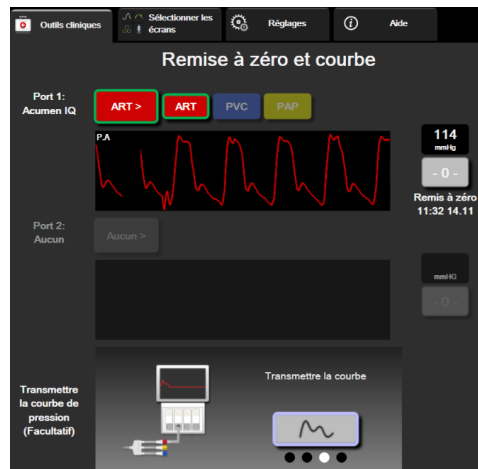 Outils cliniques
Sélectionner les
écrans
Réglages
Aide
Remise à zéro et courbe
Port 1:
Acumen IQ
ART >
ART
PVC
PAP
P.A
114
mmHg
- 0 -
Remis à zéro
11:32 14.11
Port 2:
Aucun
Aucun >
mmHG
- 0 -
Transmettre
la courbe de
pression
(Facultatif)
Transmettre la courbe